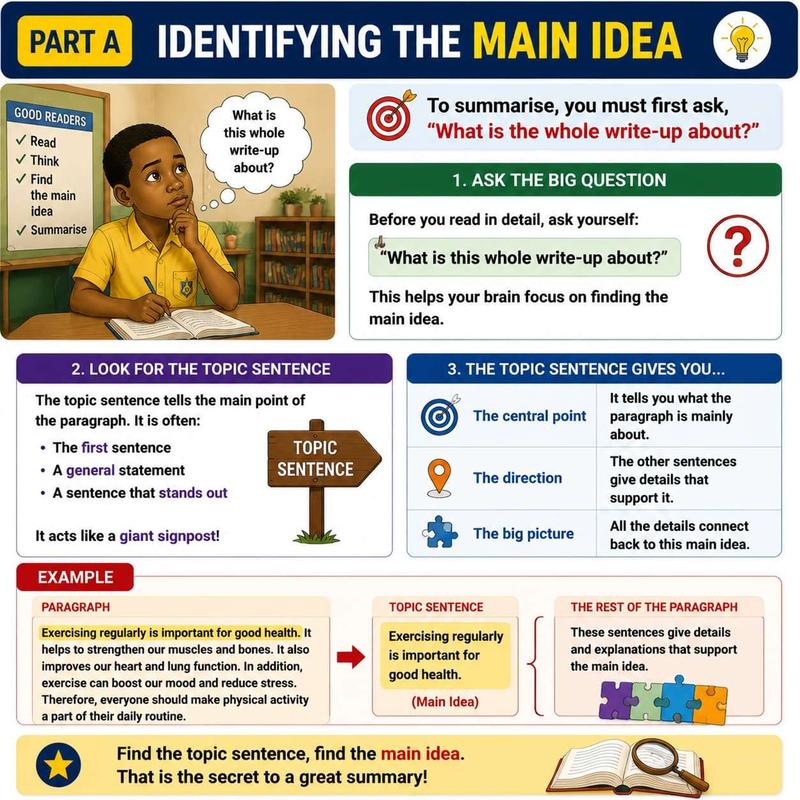 PART A
IDENTIFYING THE MAIN IDEA
GOOD READERS
✓ Read
✓ Think
✓ Find
the main
idea
✓ Summarise
What is
this whole
write-up
about?
To summarise, you must first ask,
“What is the whole write-up about?”
1. ASK THE BIG QUESTION
Before you read in detail, ask yourself:
“What is this whole write-up about?”
?
This helps your brain focus on finding the
main idea.
2. LOOK FOR THE TOPIC SENTENCE
The topic sentence tells the main point of
the paragraph. It is often:
• The first sentence
• A general statement
• A sentence that stands out
It acts like a giant signpost!
TOPIC
SENTENCE
3. THE TOPIC SENTENCE GIVES YOU...
The central point
It tells you what the
paragraph is mainly
about.
The direction
The other sentences
give details that
support it.
The big picture
All the details connect
back to this main idea.
EXAMPLE
PARAGRAPH
Exercising regularly is important for good health. It
helps to strengthen our muscles and bones. It also
improves our heart and lung function. In addition,
exercise can boost our mood and reduce stress.
Therefore, everyone should make physical activity
a part of their daily routine.
TOPIC SENTENCE
Exercising regularly
is important for
good health.
(Main Idea)
THE REST OF THE PARAGRAPH
These sentences give details
and explanations that support
the main idea.
Find the topic sentence, find the main idea.
That is the secret to a great summary!